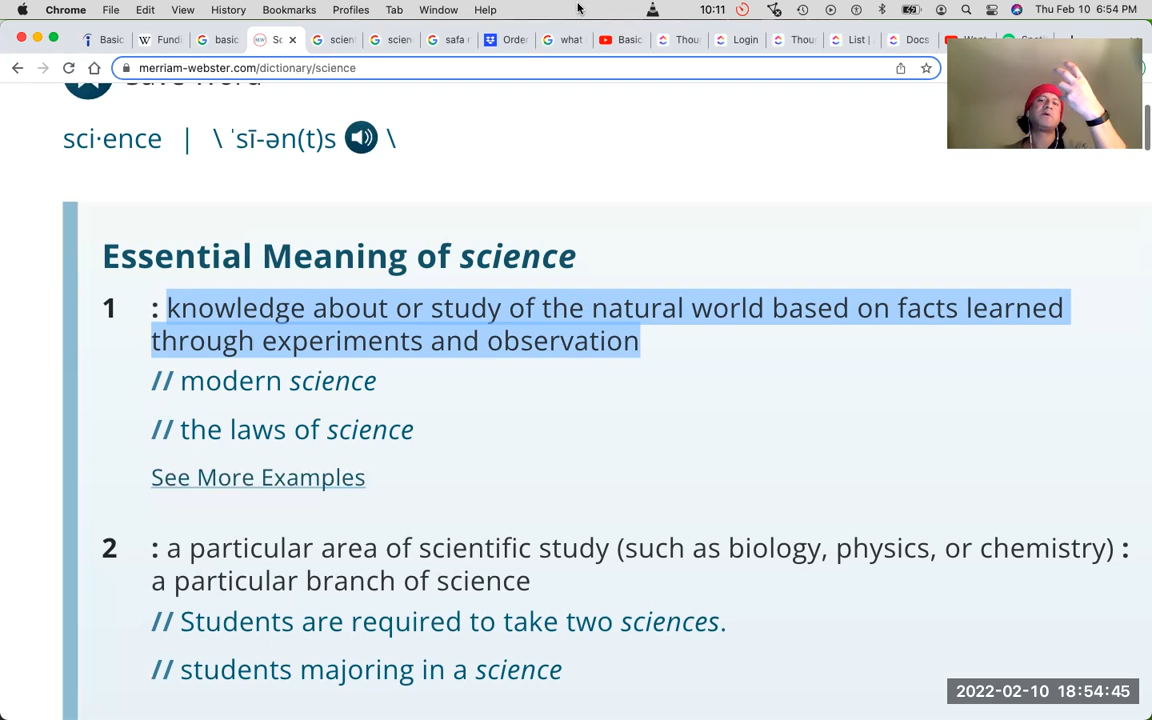 Chrome File Edit View History Bookmarks Profiles Tab Window Help 10:11 Thu Feb 10 6:54 PM
Basic Fundi basic Sc scien scien safa Order what Basic Thou Login Thou List | Docs
merriam-webster.com/dictionary/science
sci·ence | \ ˈsī-ən(t)s \
Essential Meaning of science
1 : knowledge about or study of the natural world based on facts learned
through experiments and observation
// modern science
// the laws of science
See More Examples
2 : a particular area of scientific study (such as biology, physics, or chemistry) :
a particular branch of science
// Students are required to take two sciences.
// students majoring in a science
2022-02-10 18:54:45